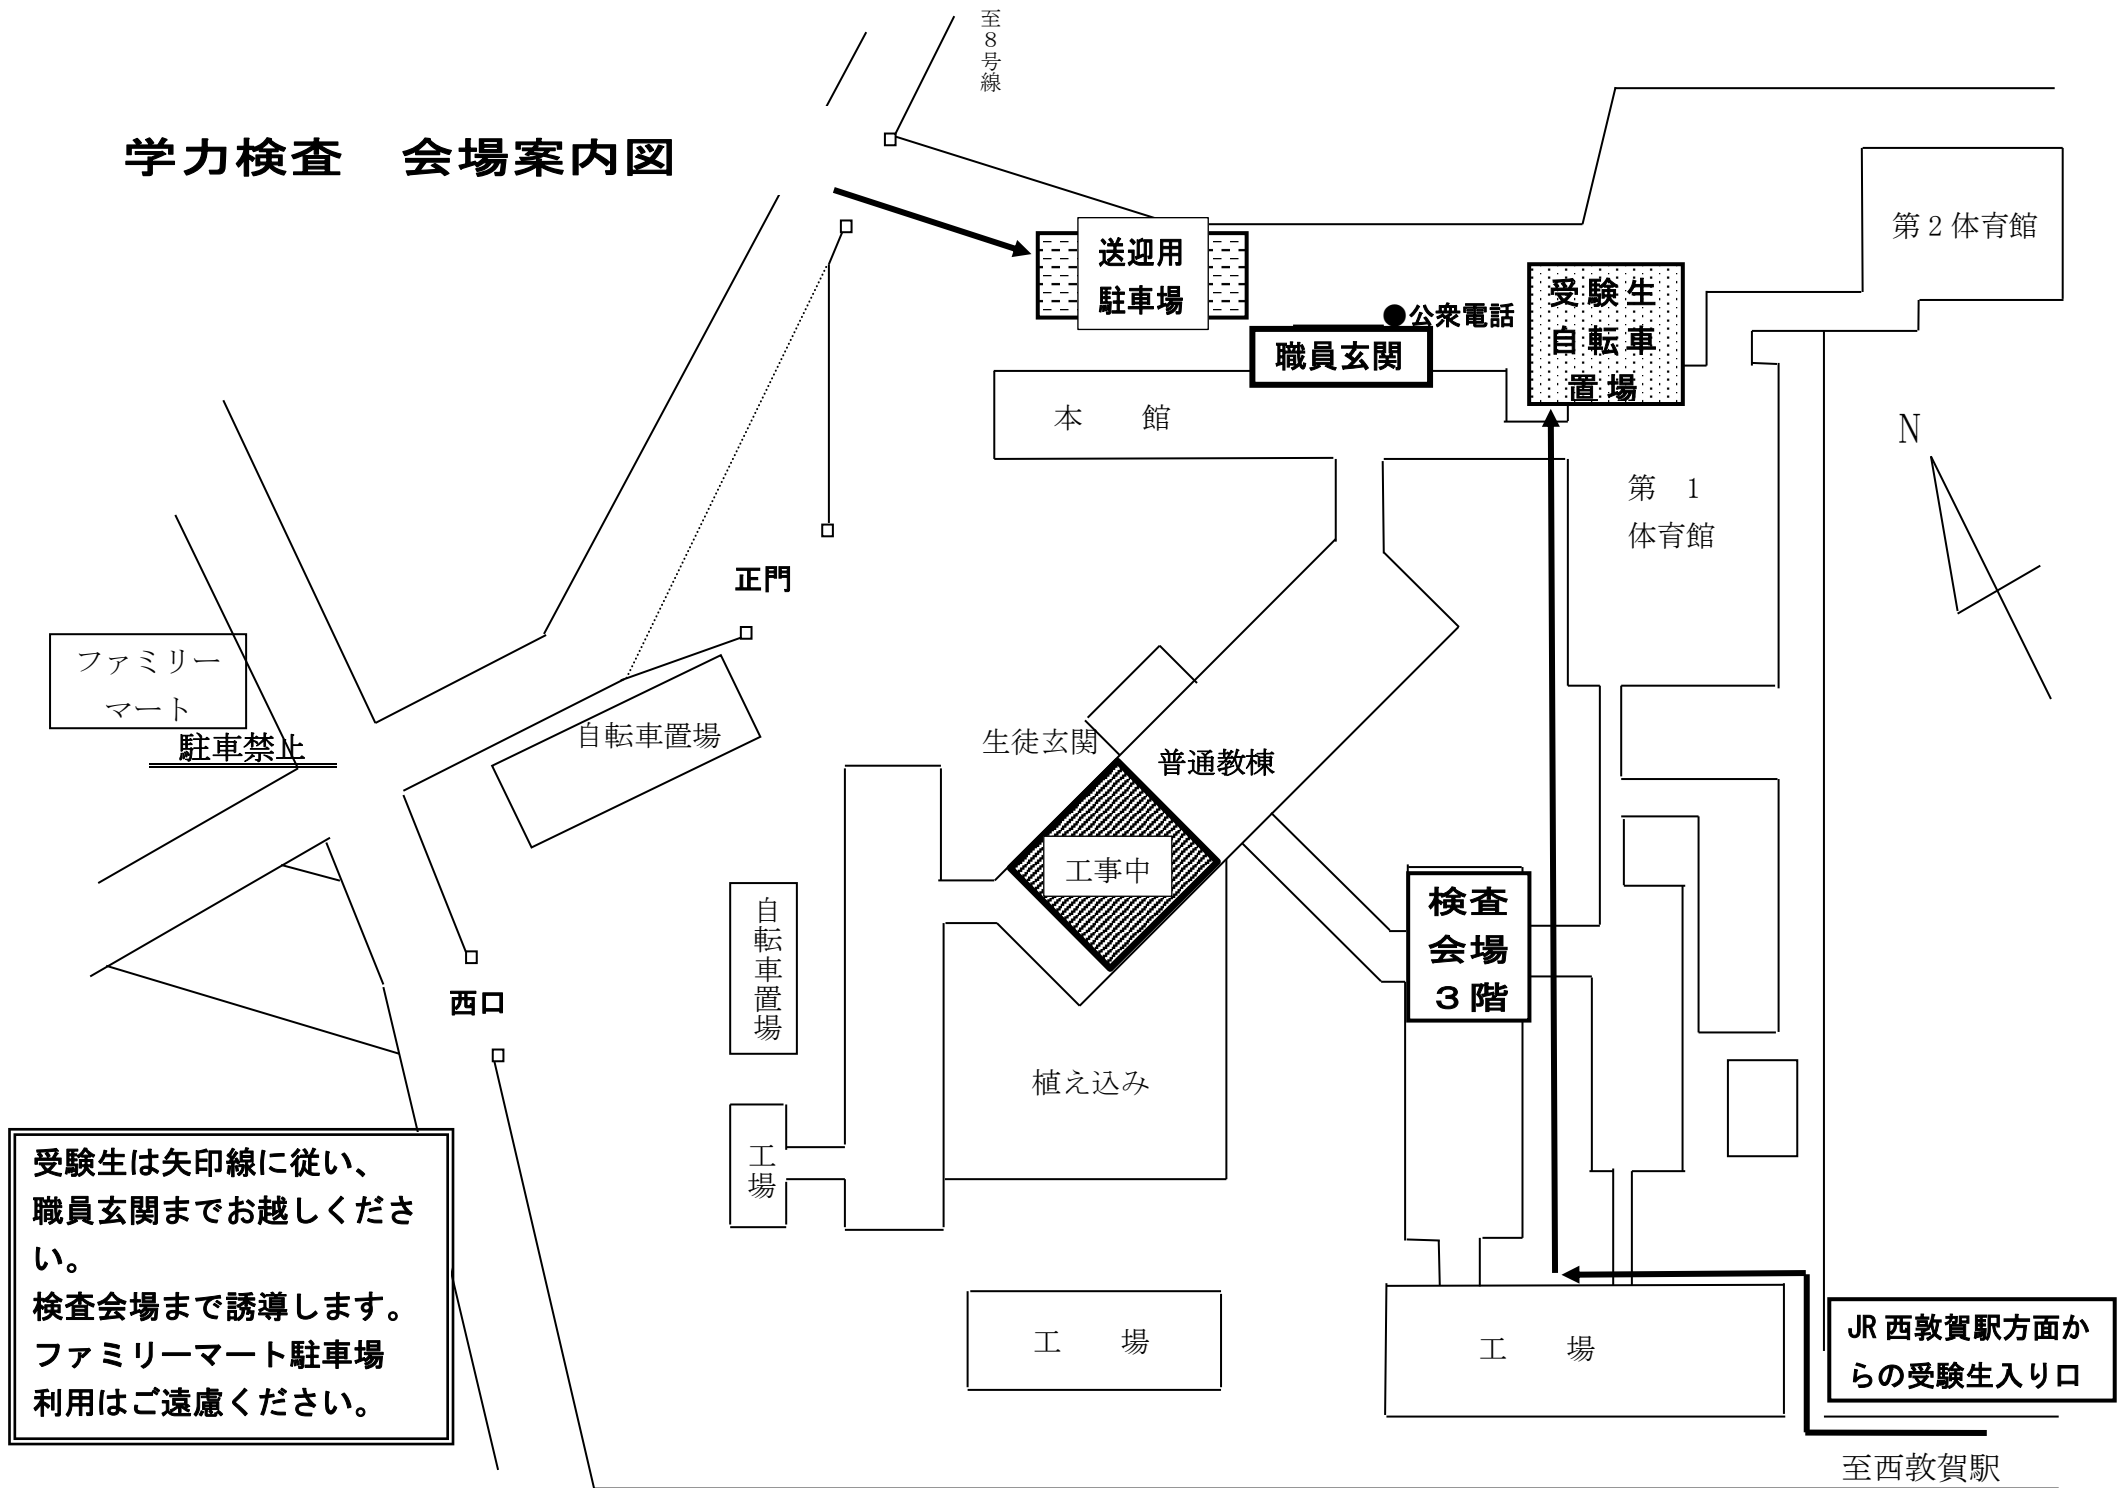 至８号線
学力検査　会場案内図
送迎用
駐車場
●公衆電話
職員玄関
受験生
自転車
置場
第2体育館
本　館
N
第　1
体育館
正門
ファミリー
マート
駐車禁止
自転車置場
生徒玄関
普通教棟
工事中
検査
会場
３階
自転車置場
西口
植え込み
工場
受験生は矢印線に従い、
職員玄関までお越しくださ
い。
検査会場まで誘導します。
ファミリーマート駐車場
利用はご遠慮ください。
工　場
工　場
JR西敦賀駅方面か
らの受験生入り口
至西敦賀駅